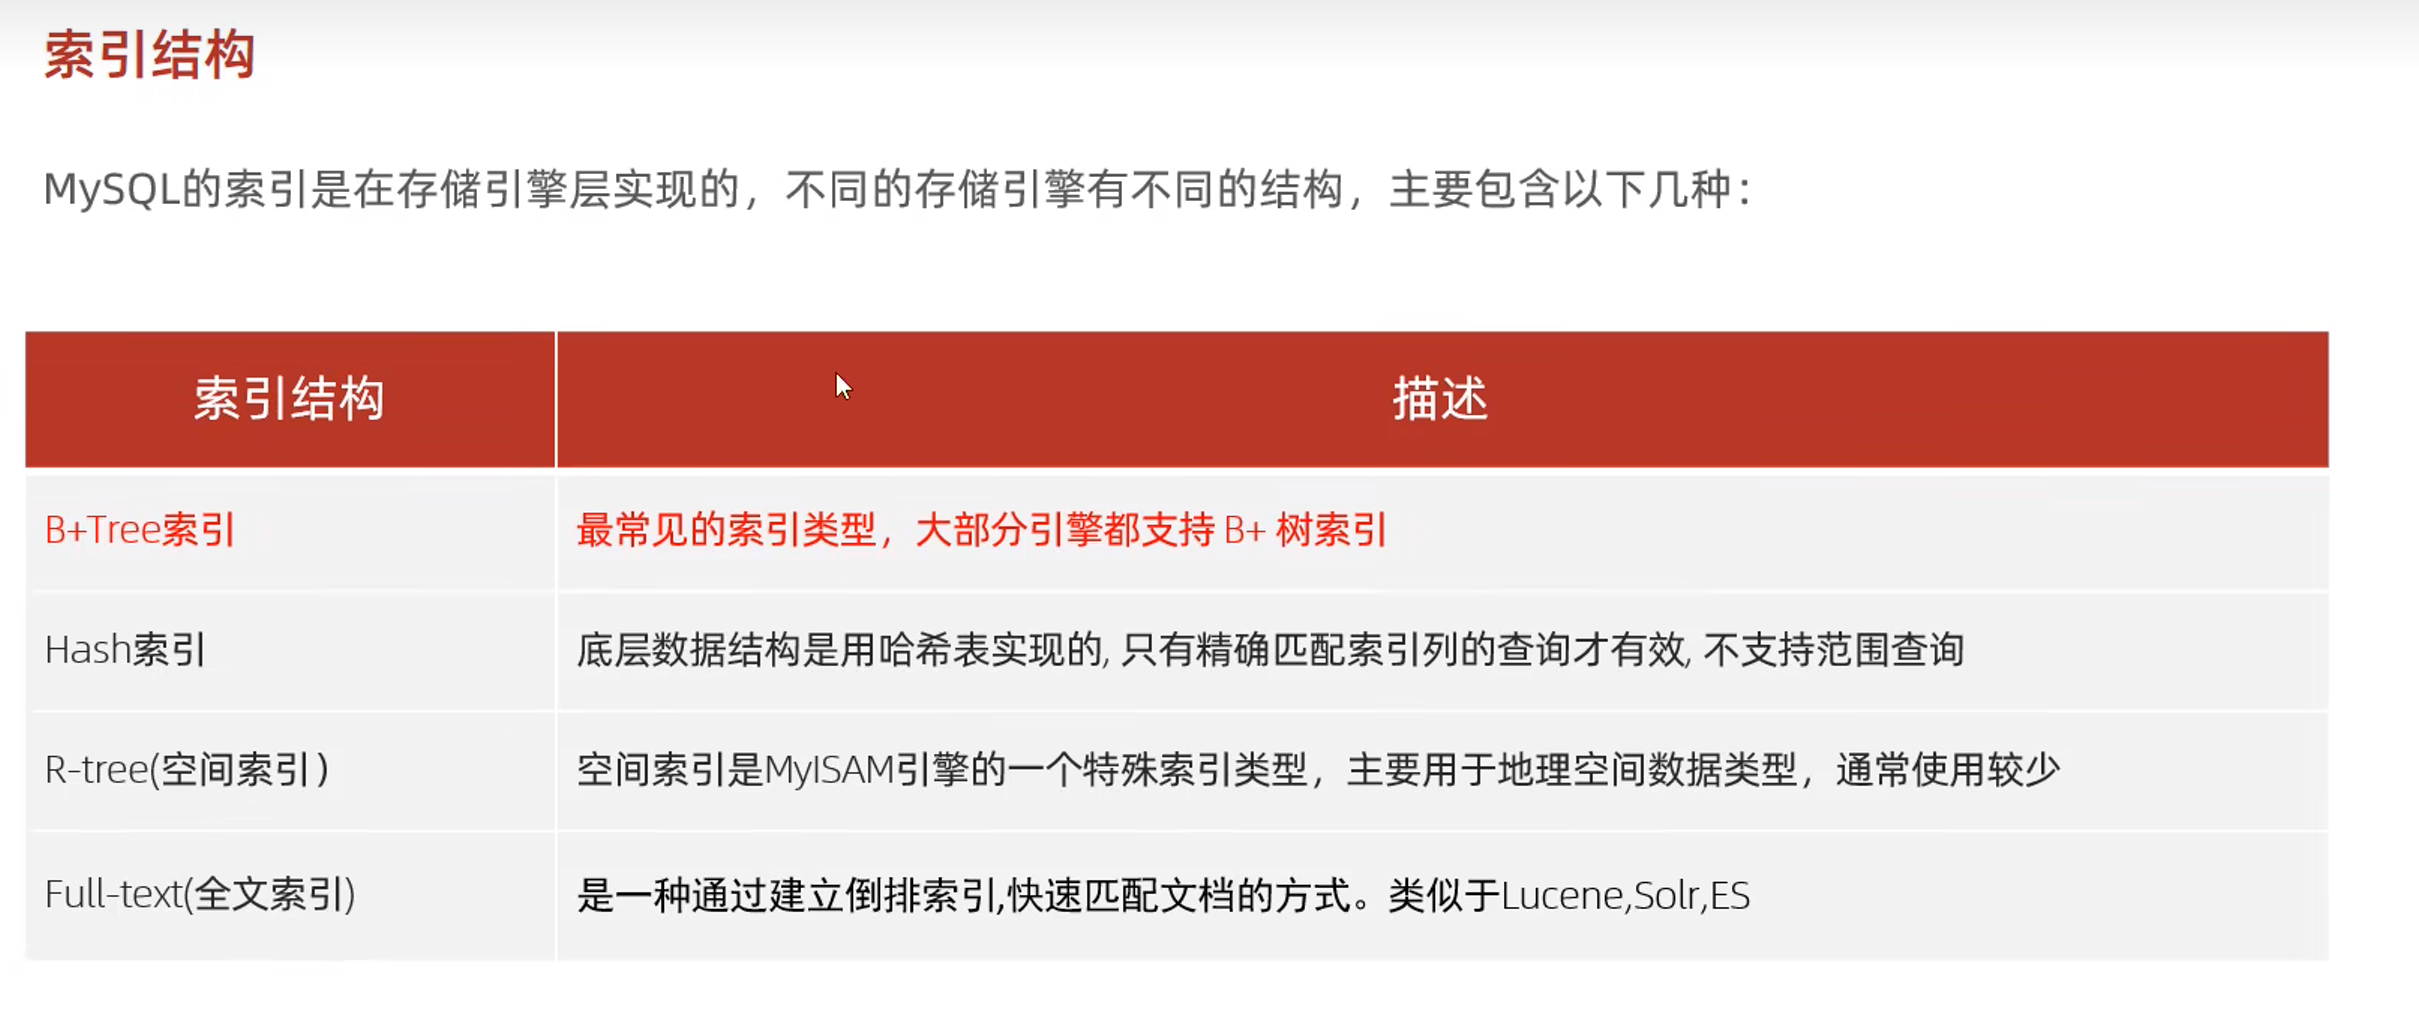 索引结构
MySQL的索引是在存储引擎层实现的，不同的存储引擎有不同的结构，主要包含以下几种：
索引结构 描述
B+Tree索引 最常见的索引类型，大部分引擎都支持 B+ 树索引
Hash索引 底层数据结构是用哈希表实现的, 只有精确匹配索引列的查询才有效, 不支持范围查询
R-tree(空间索引） 空间索引是MyISAM引擎的一个特殊索引类型，主要用于地理空间数据类型，通常使用较少
Full-text(全文索引) 是一种通过建立倒排索引,快速匹配文档的方式。类似于Lucene,Solr,ES